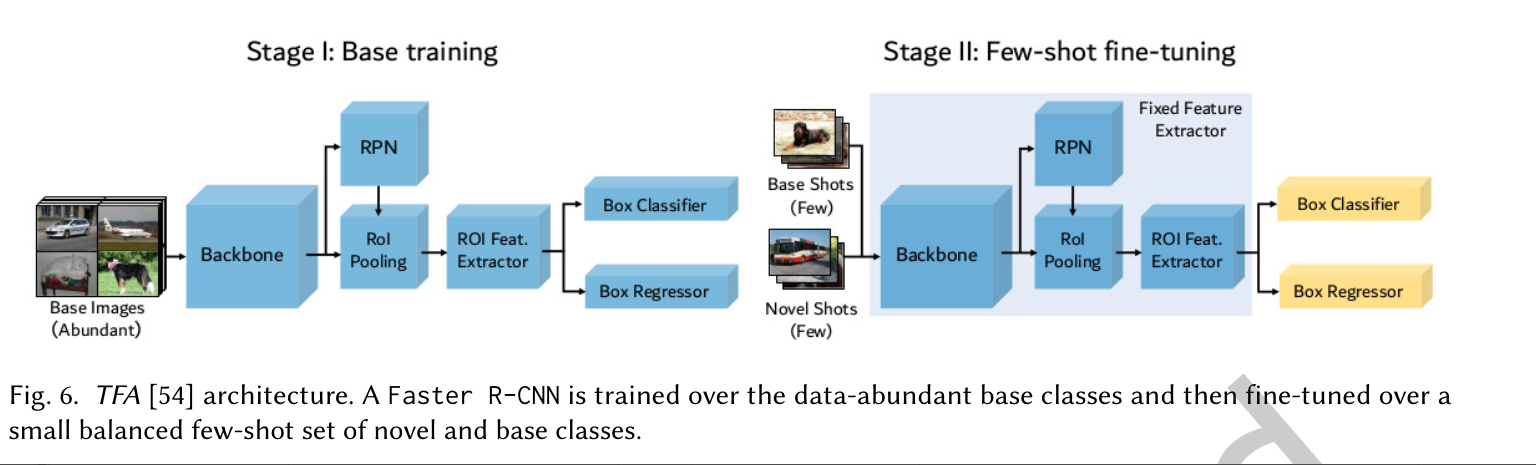 Stage I: Base training
RPN
Backbone
RoI
Pooling
ROI Feat.
Extractor
Box Classifier
Box Regressor
Base Images
(Abundant)
Stage II: Few-shot fine-tuning
Fixed Feature
Extractor
RPN
Base Shots
(Few)
Backbone
RoI
Pooling
ROI Feat.
Extractor
Box Classifier
Box Regressor
Novel Shots
(Few)
Fig. 6. TFA [54] architecture. A Faster R-CNN is trained over the data-abundant base classes and then fine-tuned over a
small balanced few-shot set of novel and base classes.